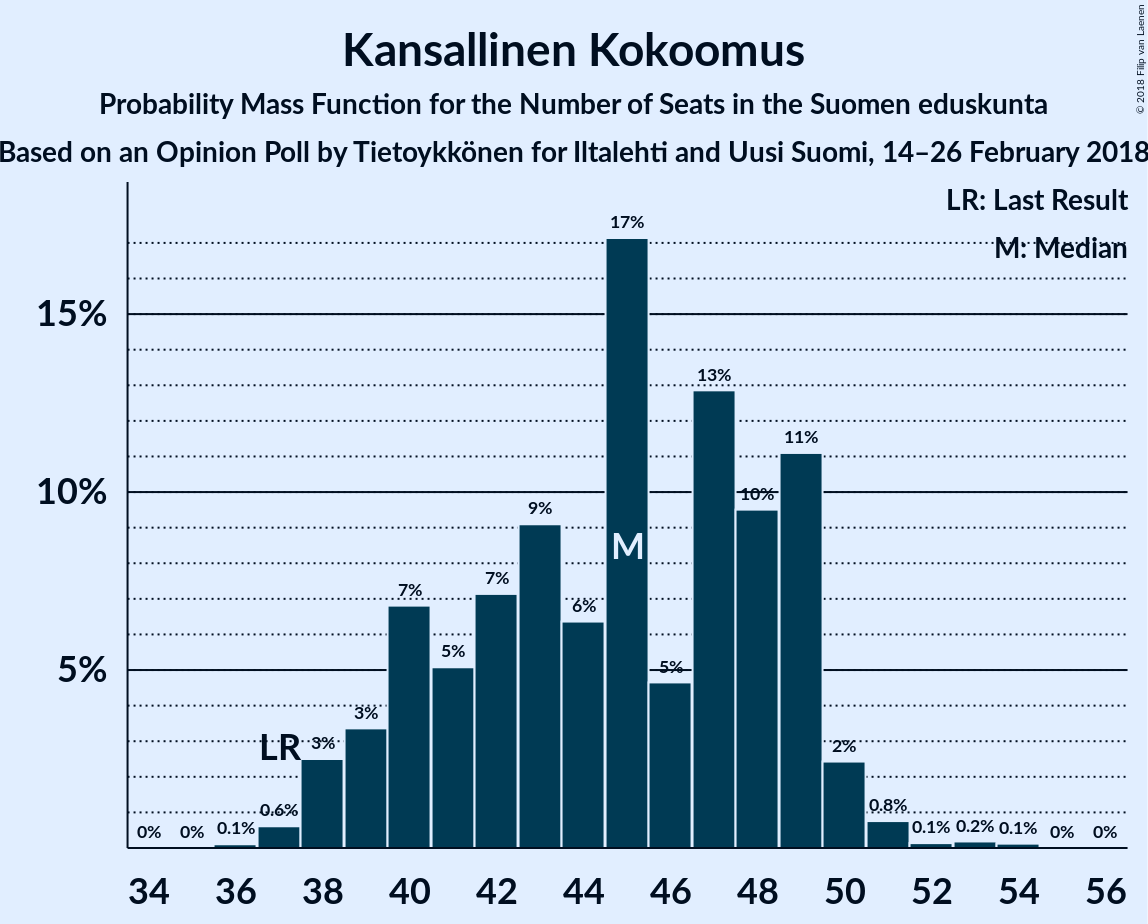 Kansallinen Kokoomus
Probability Mass Function for the Number of Seats in the Suomen eduskunta
Based on an Opinion Poll by Tietoykkönen for Iltalehti and Uusi Suomi, 14–26 February 2018
© 2018 Filip van Laenen
LR: Last Result
M: Median
15%
10%
5%
0%
0%
0.1%
0.6%
LR
3%
3%
7%
5%
7%
9%
6%
17%
M
5%
13%
10%
11%
2%
0.8%
0.1%
0.2%
0.1%
0%
0%
34 36 38 40 42 44 46 48 50 52 54 56